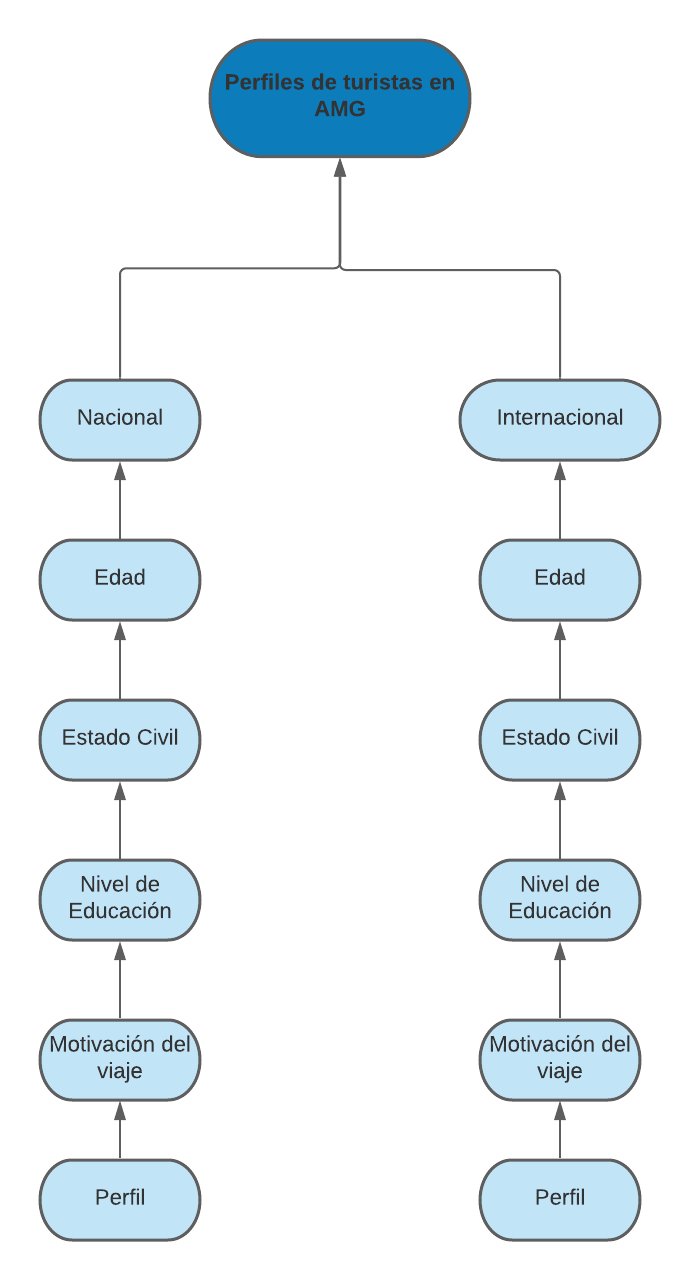 Perfiles de turistas en
AMG
Nacional
Internacional
Edad
Edad
Estado Civil
Estado Civil
Nivel de
Educación
Nivel de
Educación
Motivación del
viaje
Motivación del
viaje
Perfil
Perfil